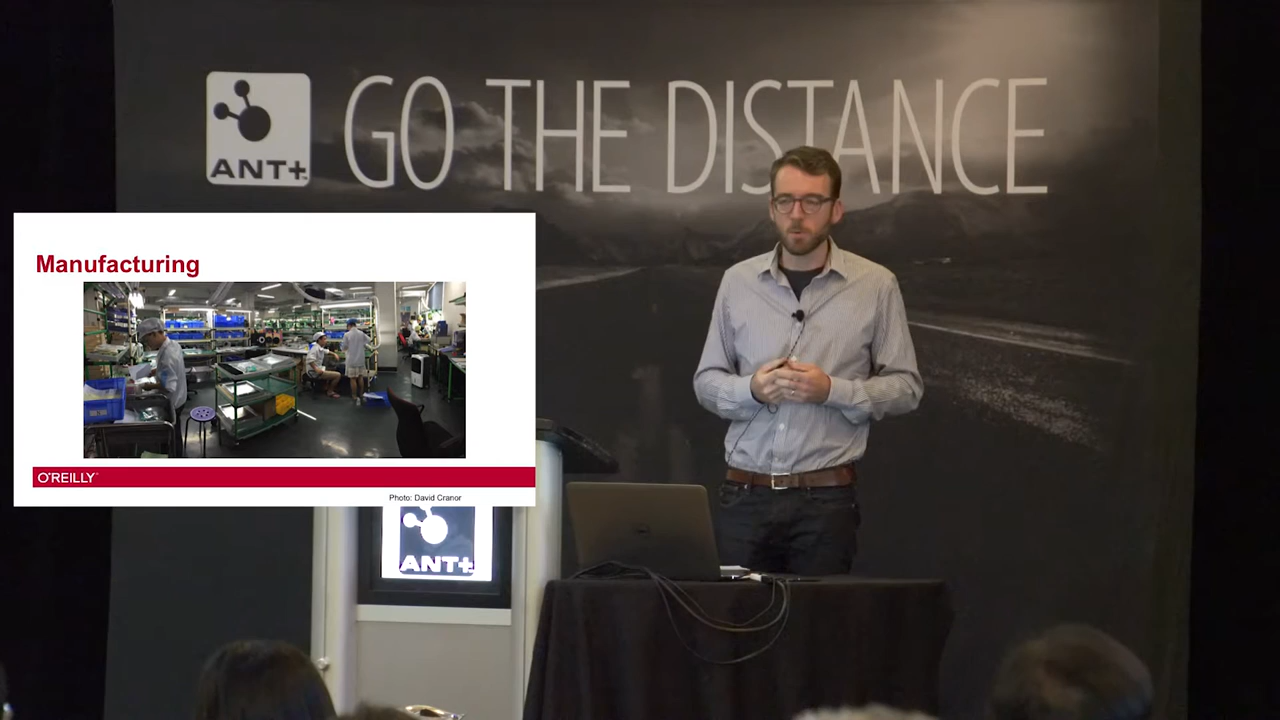 GO THE DISTANCE
ANT+
Manufacturing
O'REILLY
Photo: David Cranor
ANT+